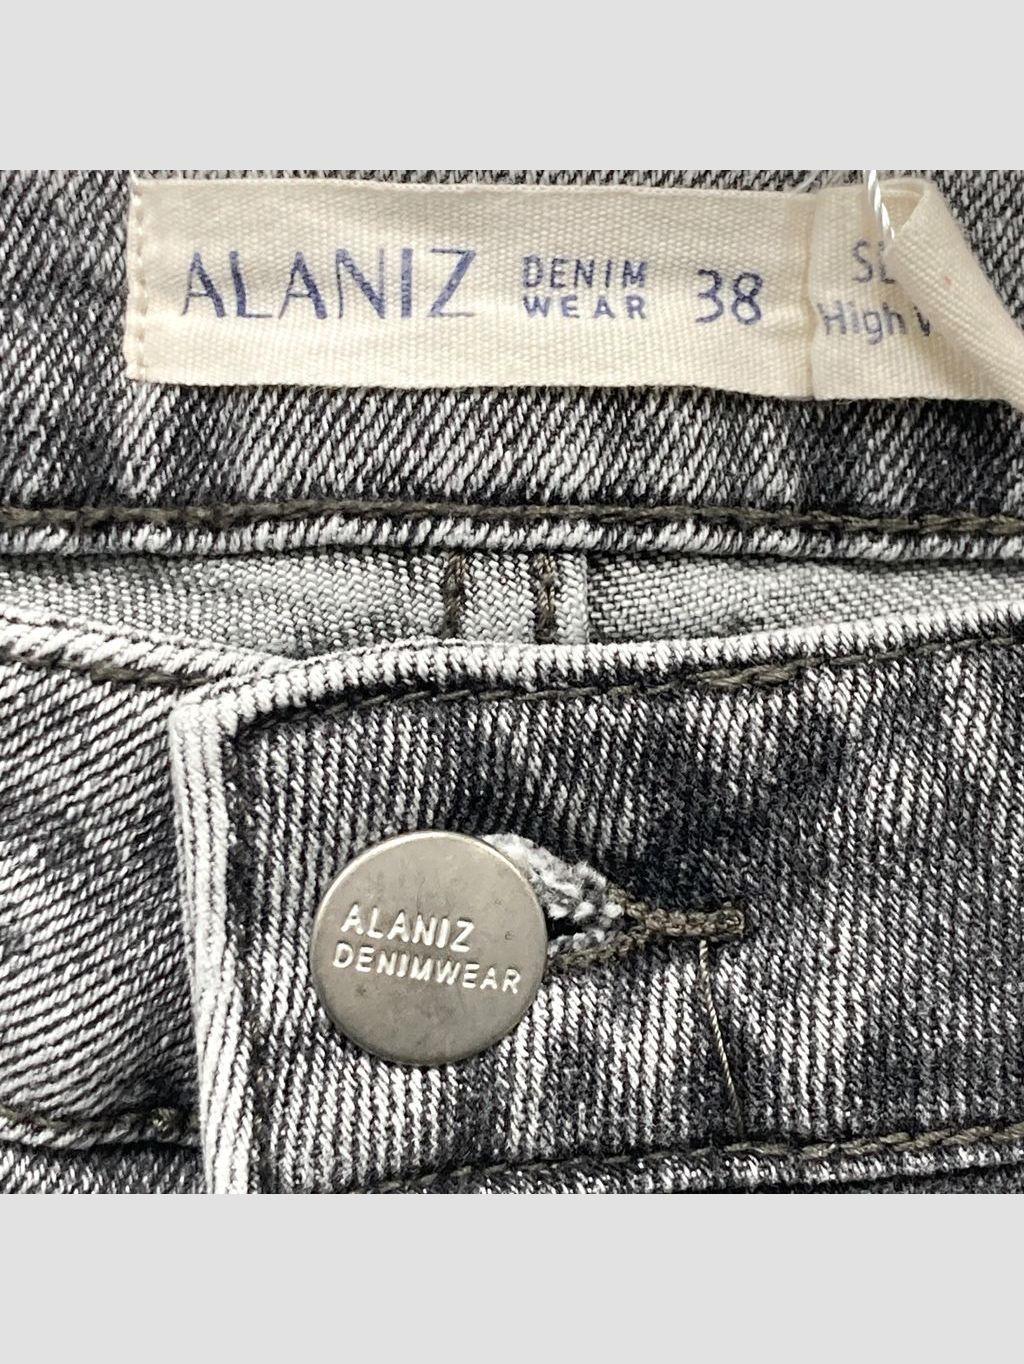 ALANIZ DENIM WEAR 38
High
ALANIZ
DENIMWEAR